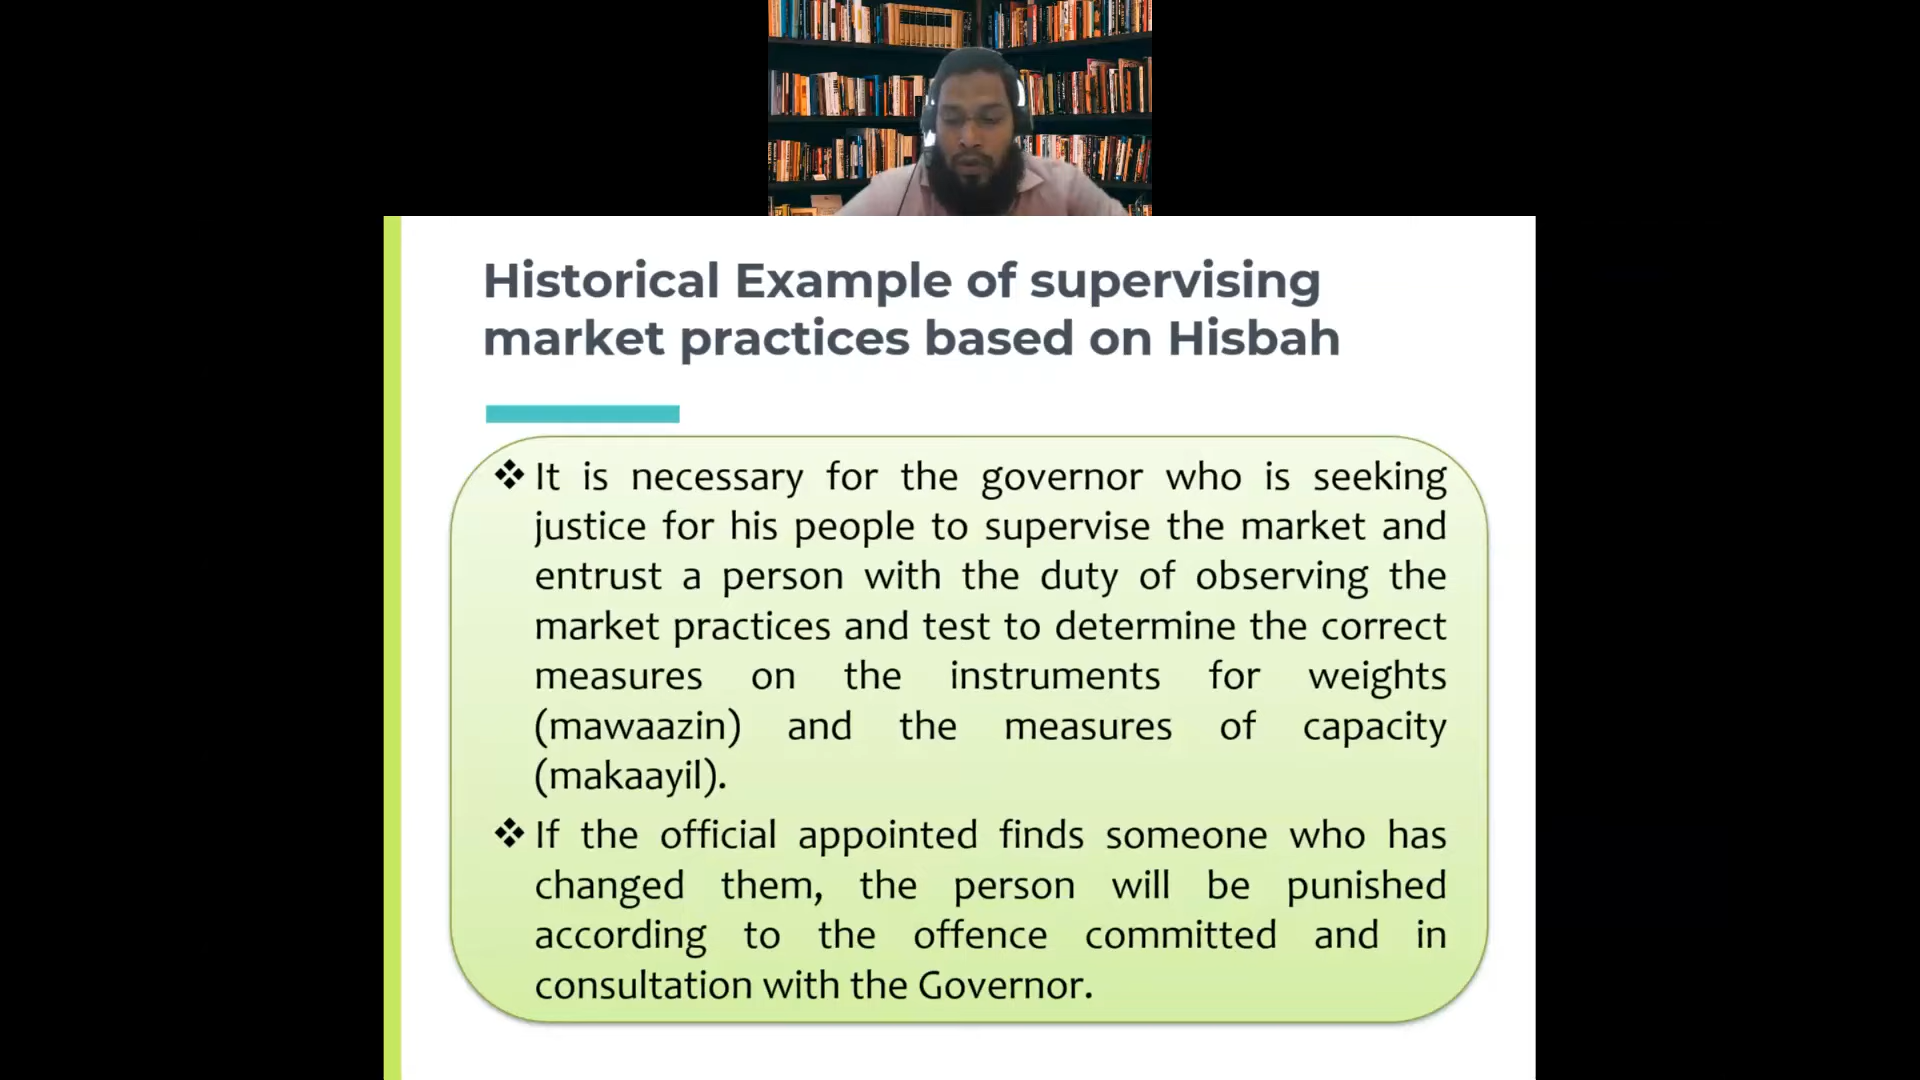 Historical Example of supervising
market practices based on Hisbah
❖ It is necessary for the governor who is seeking
justice for his people to supervise the market and
entrust a person with the duty of observing the
market practices and test to determine the correct
measures on the instruments for weights
(mawaazin) and the measures of capacity
(makaayil).
❖ If the official appointed finds someone who has
changed them, the person will be punished
according to the offence committed and in
consultation with the Governor.